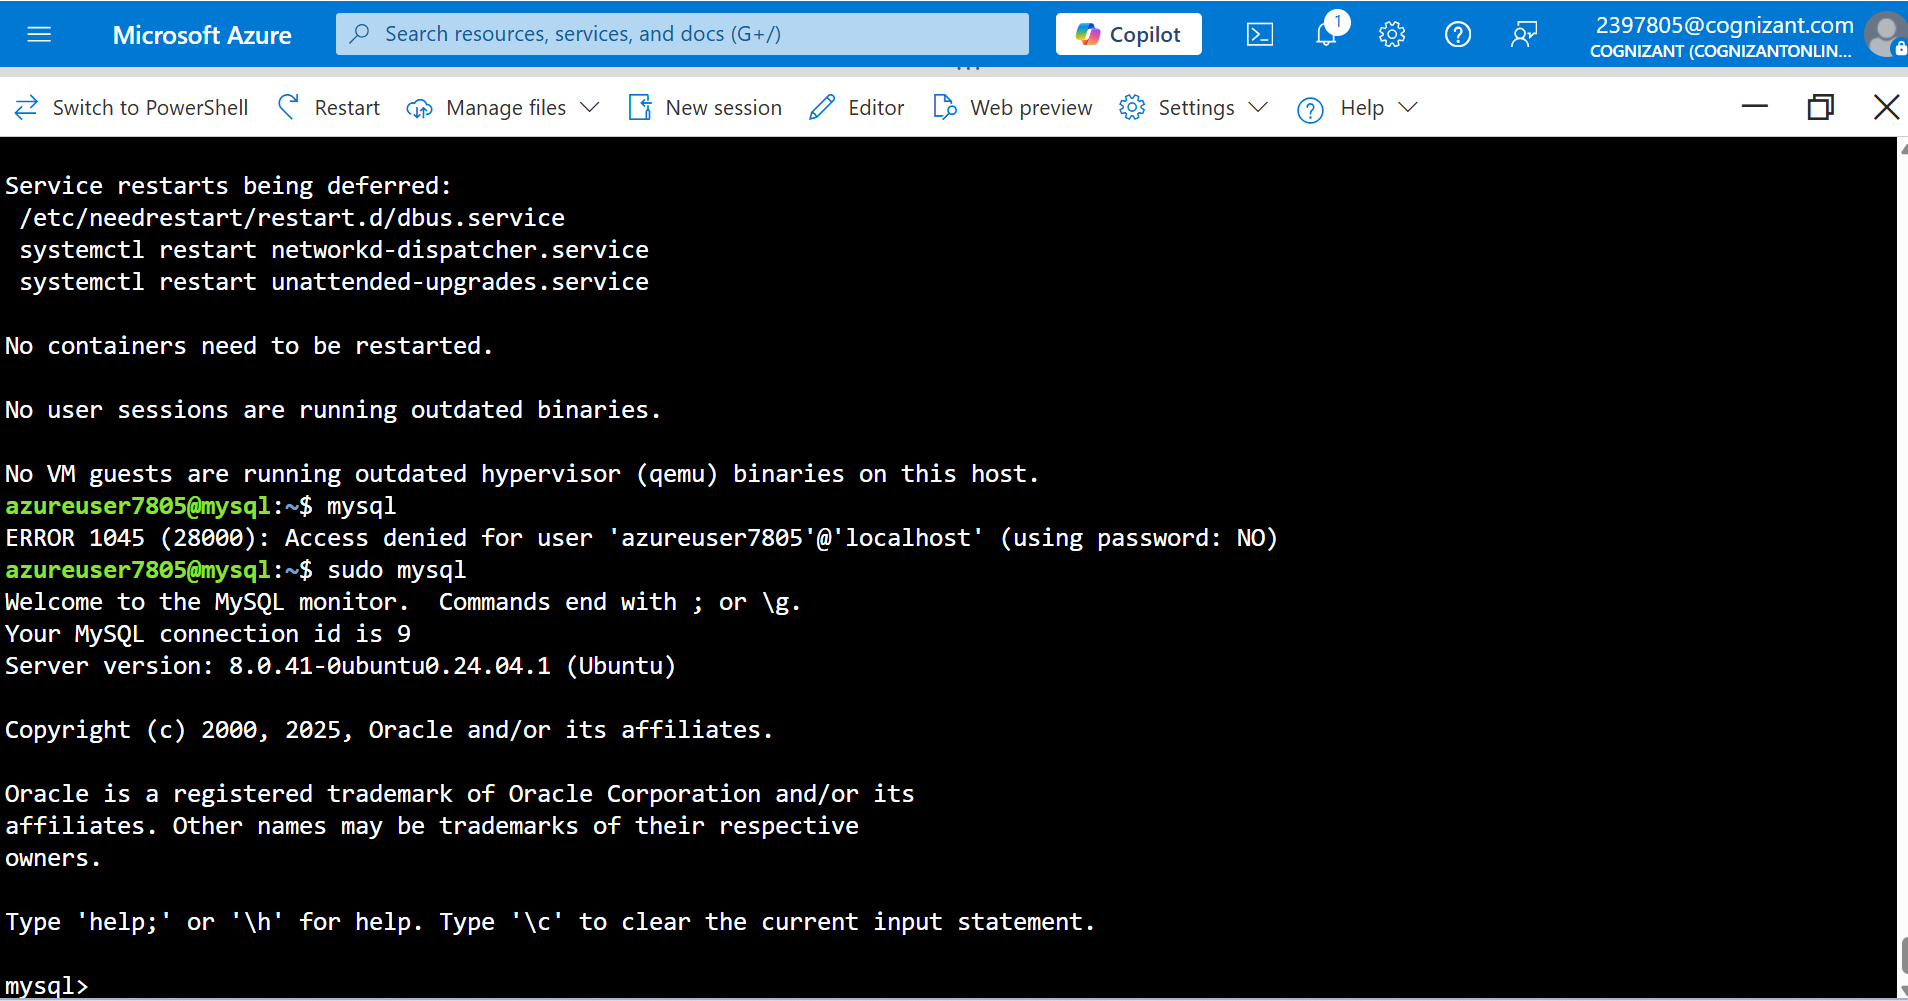 Microsoft Azure
Search resources, services, and docs (G+/)
Copilot
1
2397805@cognizant.com
COGNIZANT (COGNIZANTONLIN...
Switch to PowerShell
Restart
Manage files
New session
Editor
Web preview
Settings
Help
Service restarts being deferred:
/etc/needrestart/restart.d/dbus.service
systemctl restart networkd-dispatcher.service
systemctl restart unattended-upgrades.service
No containers need to be restarted.
No user sessions are running outdated binaries.
No VM guests are running outdated hypervisor (qemu) binaries on this host.
azureuser7805@mysql:~$ mysql
ERROR 1045 (28000): Access denied for user 'azureuser7805'@'localhost' (using password: NO)
azureuser7805@mysql:~$ sudo mysql
Welcome to the MySQL monitor.  Commands end with ; or \g.
Your MySQL connection id is 9
Server version: 8.0.41-0ubuntu0.24.04.1 (Ubuntu)
Copyright (c) 2000, 2025, Oracle and/or its affiliates.
Oracle is a registered trademark of Oracle Corporation and/or its
affiliates. Other names may be trademarks of their respective
owners.
Type 'help;' or '\h' for help. Type '\c' to clear the current input statement.
mysql>